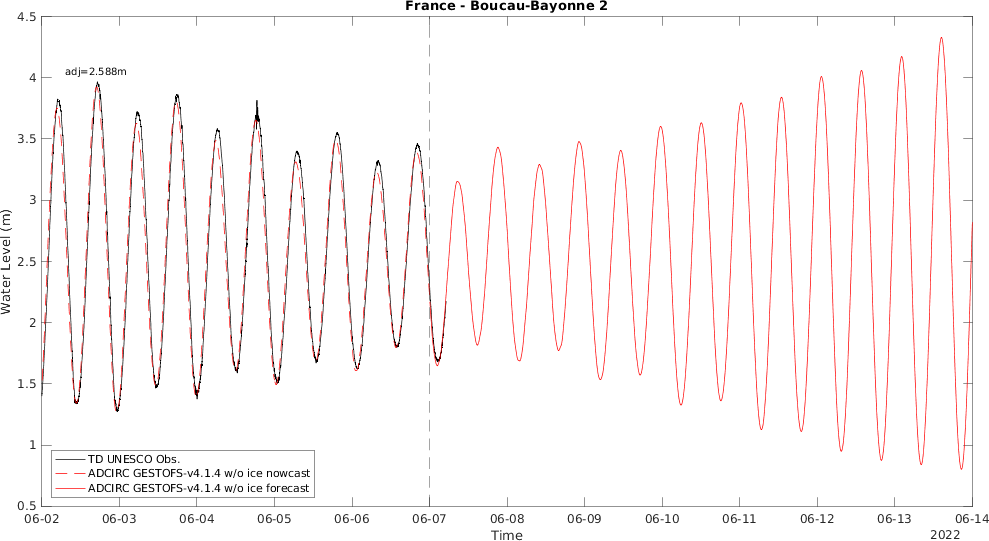 France - Boucau-Bayonne 2
4.5
4
3.5
3
2.5
2
1.5
1
0.5
Water Level (m)
adj=2.588m
TD UNESCO Obs.
ADCIRC GESTOFS-v4.1.4 w/o ice nowcast
ADCIRC GESTOFS-v4.1.4 w/o ice forecast
06-02 06-03 06-04 06-05 06-06 06-07 06-08 06-09 06-10 06-11 06-12 06-13 06-14
Time
2022